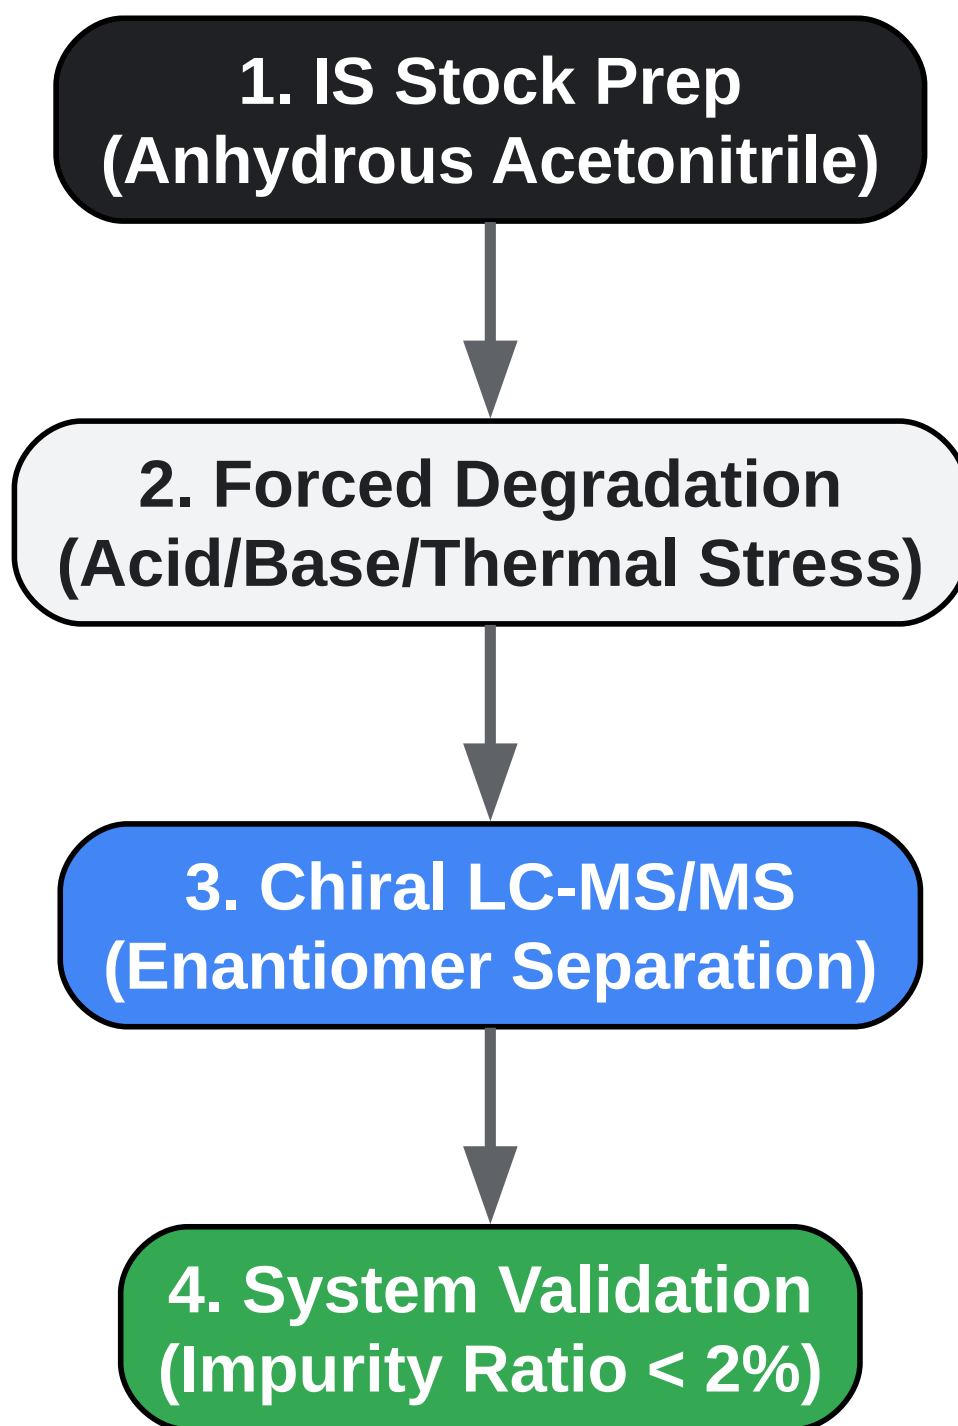 1. IS Stock Prep
(Anhydrous Acetonitrile)
2. Forced Degradation
(Acid/Base/Thermal Stress)
3. Chiral LC-MS/MS
(Enantiomer Separation)
4. System Validation
(Impurity Ratio < 2%)